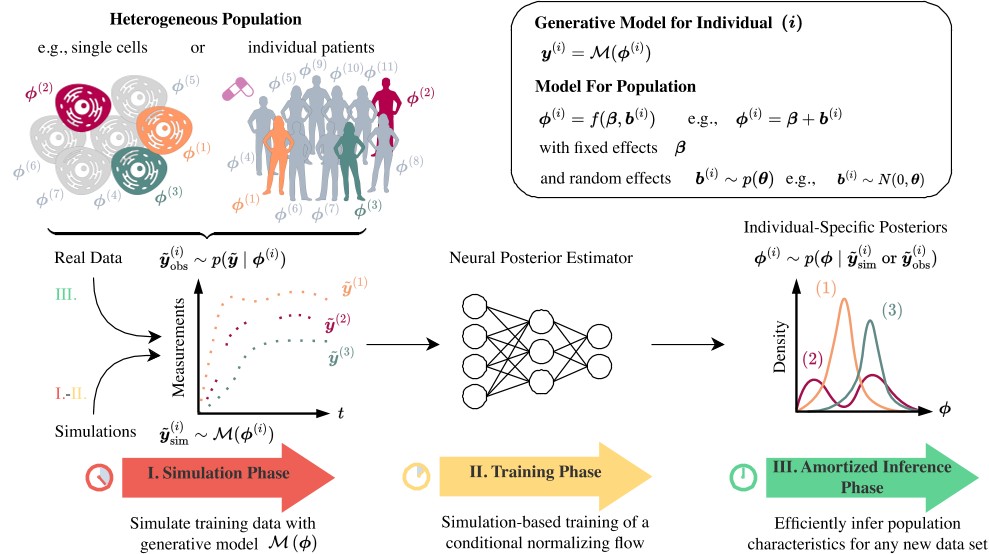 Heterogeneous Population
e.g., single cells or individual patients
ϕ⁽²⁾ ϕ⁽⁵⁾ ϕ⁽¹⁾ ϕ⁽⁶⁾ ϕ⁽⁷⁾ ϕ⁽⁴⁾ ϕ⁽³⁾
ϕ⁽⁵⁾ ϕ⁽⁹⁾ ϕ⁽¹⁰⁾ ϕ⁽¹¹⁾ ϕ⁽²⁾ ϕ⁽⁴⁾ ϕ⁽⁸⁾ ϕ⁽¹⁾ ϕ⁽⁶⁾ ϕ⁽⁷⁾ ϕ⁽³⁾
Generative Model for Individual (i)
y⁽ⁱ⁾ = ℳ(ϕ⁽ⁱ⁾)
Model For Population
ϕ⁽ⁱ⁾ = f(β, b⁽ⁱ⁾) e.g., ϕ⁽ⁱ⁾ = β + b⁽ⁱ⁾
with fixed effects β
and random effects b⁽ⁱ⁾ ∼ p(θ) e.g., b⁽ⁱ⁾ ∼ N(0, θ)
Real Data
ỹ⁽ⁱ⁾_obs ∼ p(ỹ | ϕ⁽ⁱ⁾)
III.
I.-II.
Simulations
Measurements
ỹ⁽¹⁾
ỹ⁽²⁾
ỹ⁽³⁾
t
ỹ⁽ⁱ⁾_sim ∼ ℳ(ϕ⁽ⁱ⁾)
Neural Posterior Estimator
Individual-Specific Posteriors
ϕ⁽ⁱ⁾ ∼ p(ϕ | ỹ⁽ⁱ⁾_sim or ỹ⁽ⁱ⁾_obs)
Density
(1)
(3)
(2)
ϕ
I. Simulation Phase
Simulate training data with
generative model ℳ(ϕ)
II. Training Phase
Simulation-based training of a
conditional normalizing flow
III. Amortized Inference
Phase
Efficiently infer population
characteristics for any new data set